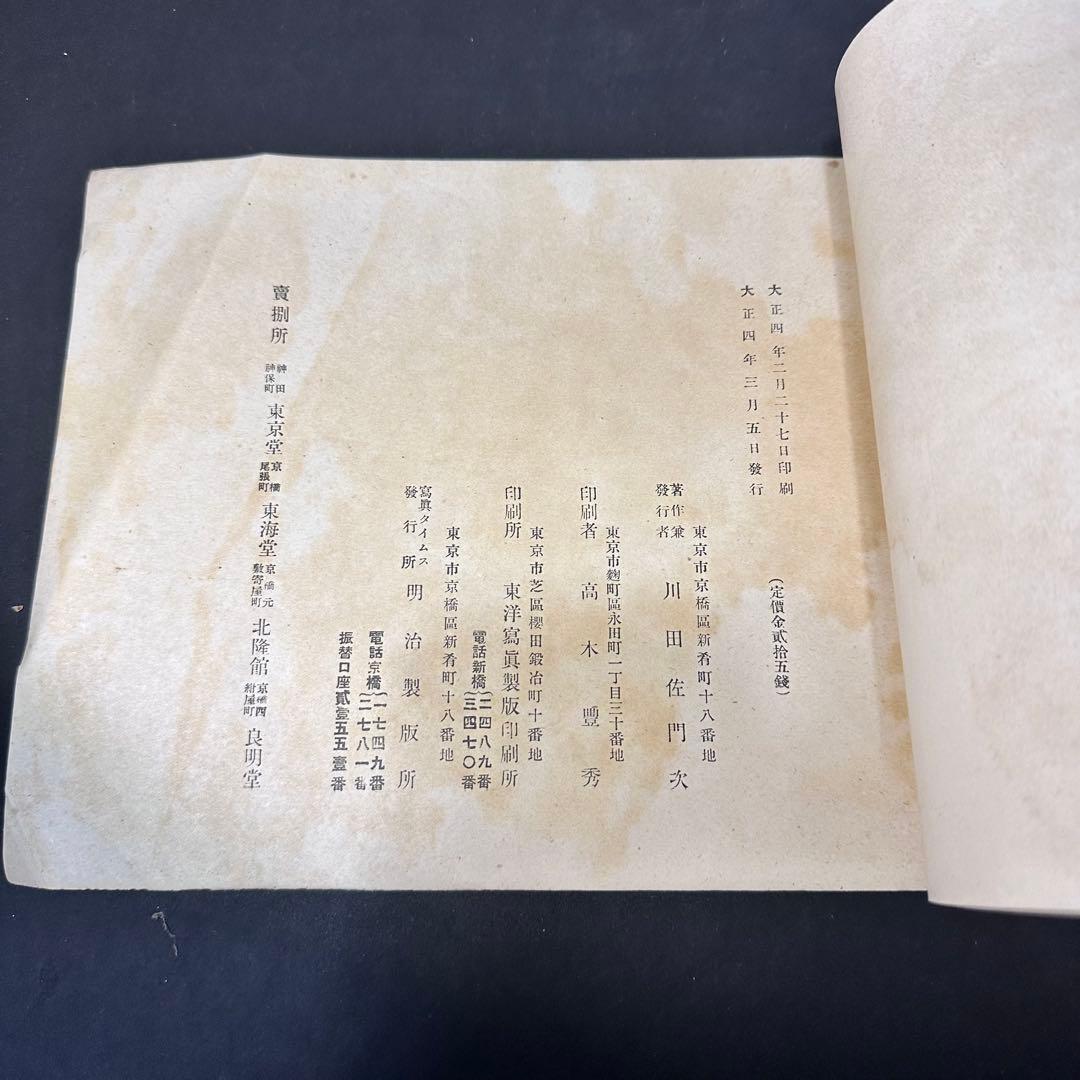 大正四年二月二十七日印刷
大正四年三月五日發行
(定價金貳拾五錢)
東京市京橋區新肴町十八番地
著作兼
發行者
川田佐門次
東京市麴町區永田町一丁目三十番地
印刷者 高木豐秀
東京市芝區櫻田鍛冶町十番地
印刷所 東洋寫眞製版印刷所
電話新橋(二四八九番
三四七〇番
東京市京橋區新肴町十八番地
寫眞タイムス
發行所
明治製版所
電話京橋(一七四九番
二七八一番
振替口座貳壹五五壹番
賣捌所
神田
神保町
東京堂
京橋
尾張町
東海堂
京橋元
數寄屋町
北隆館
京橋西
紺屋町
良明堂